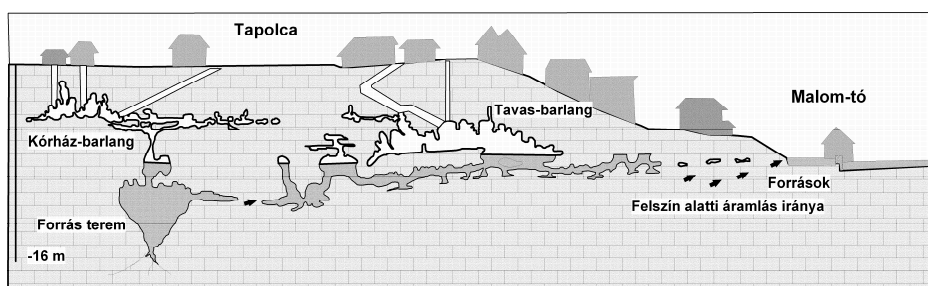 Tapolca
Malom-tó
Tavas-barlang
Kórház-barlang
Források
Felszín alatti áramlás iránya
Forrás terem
-16 m